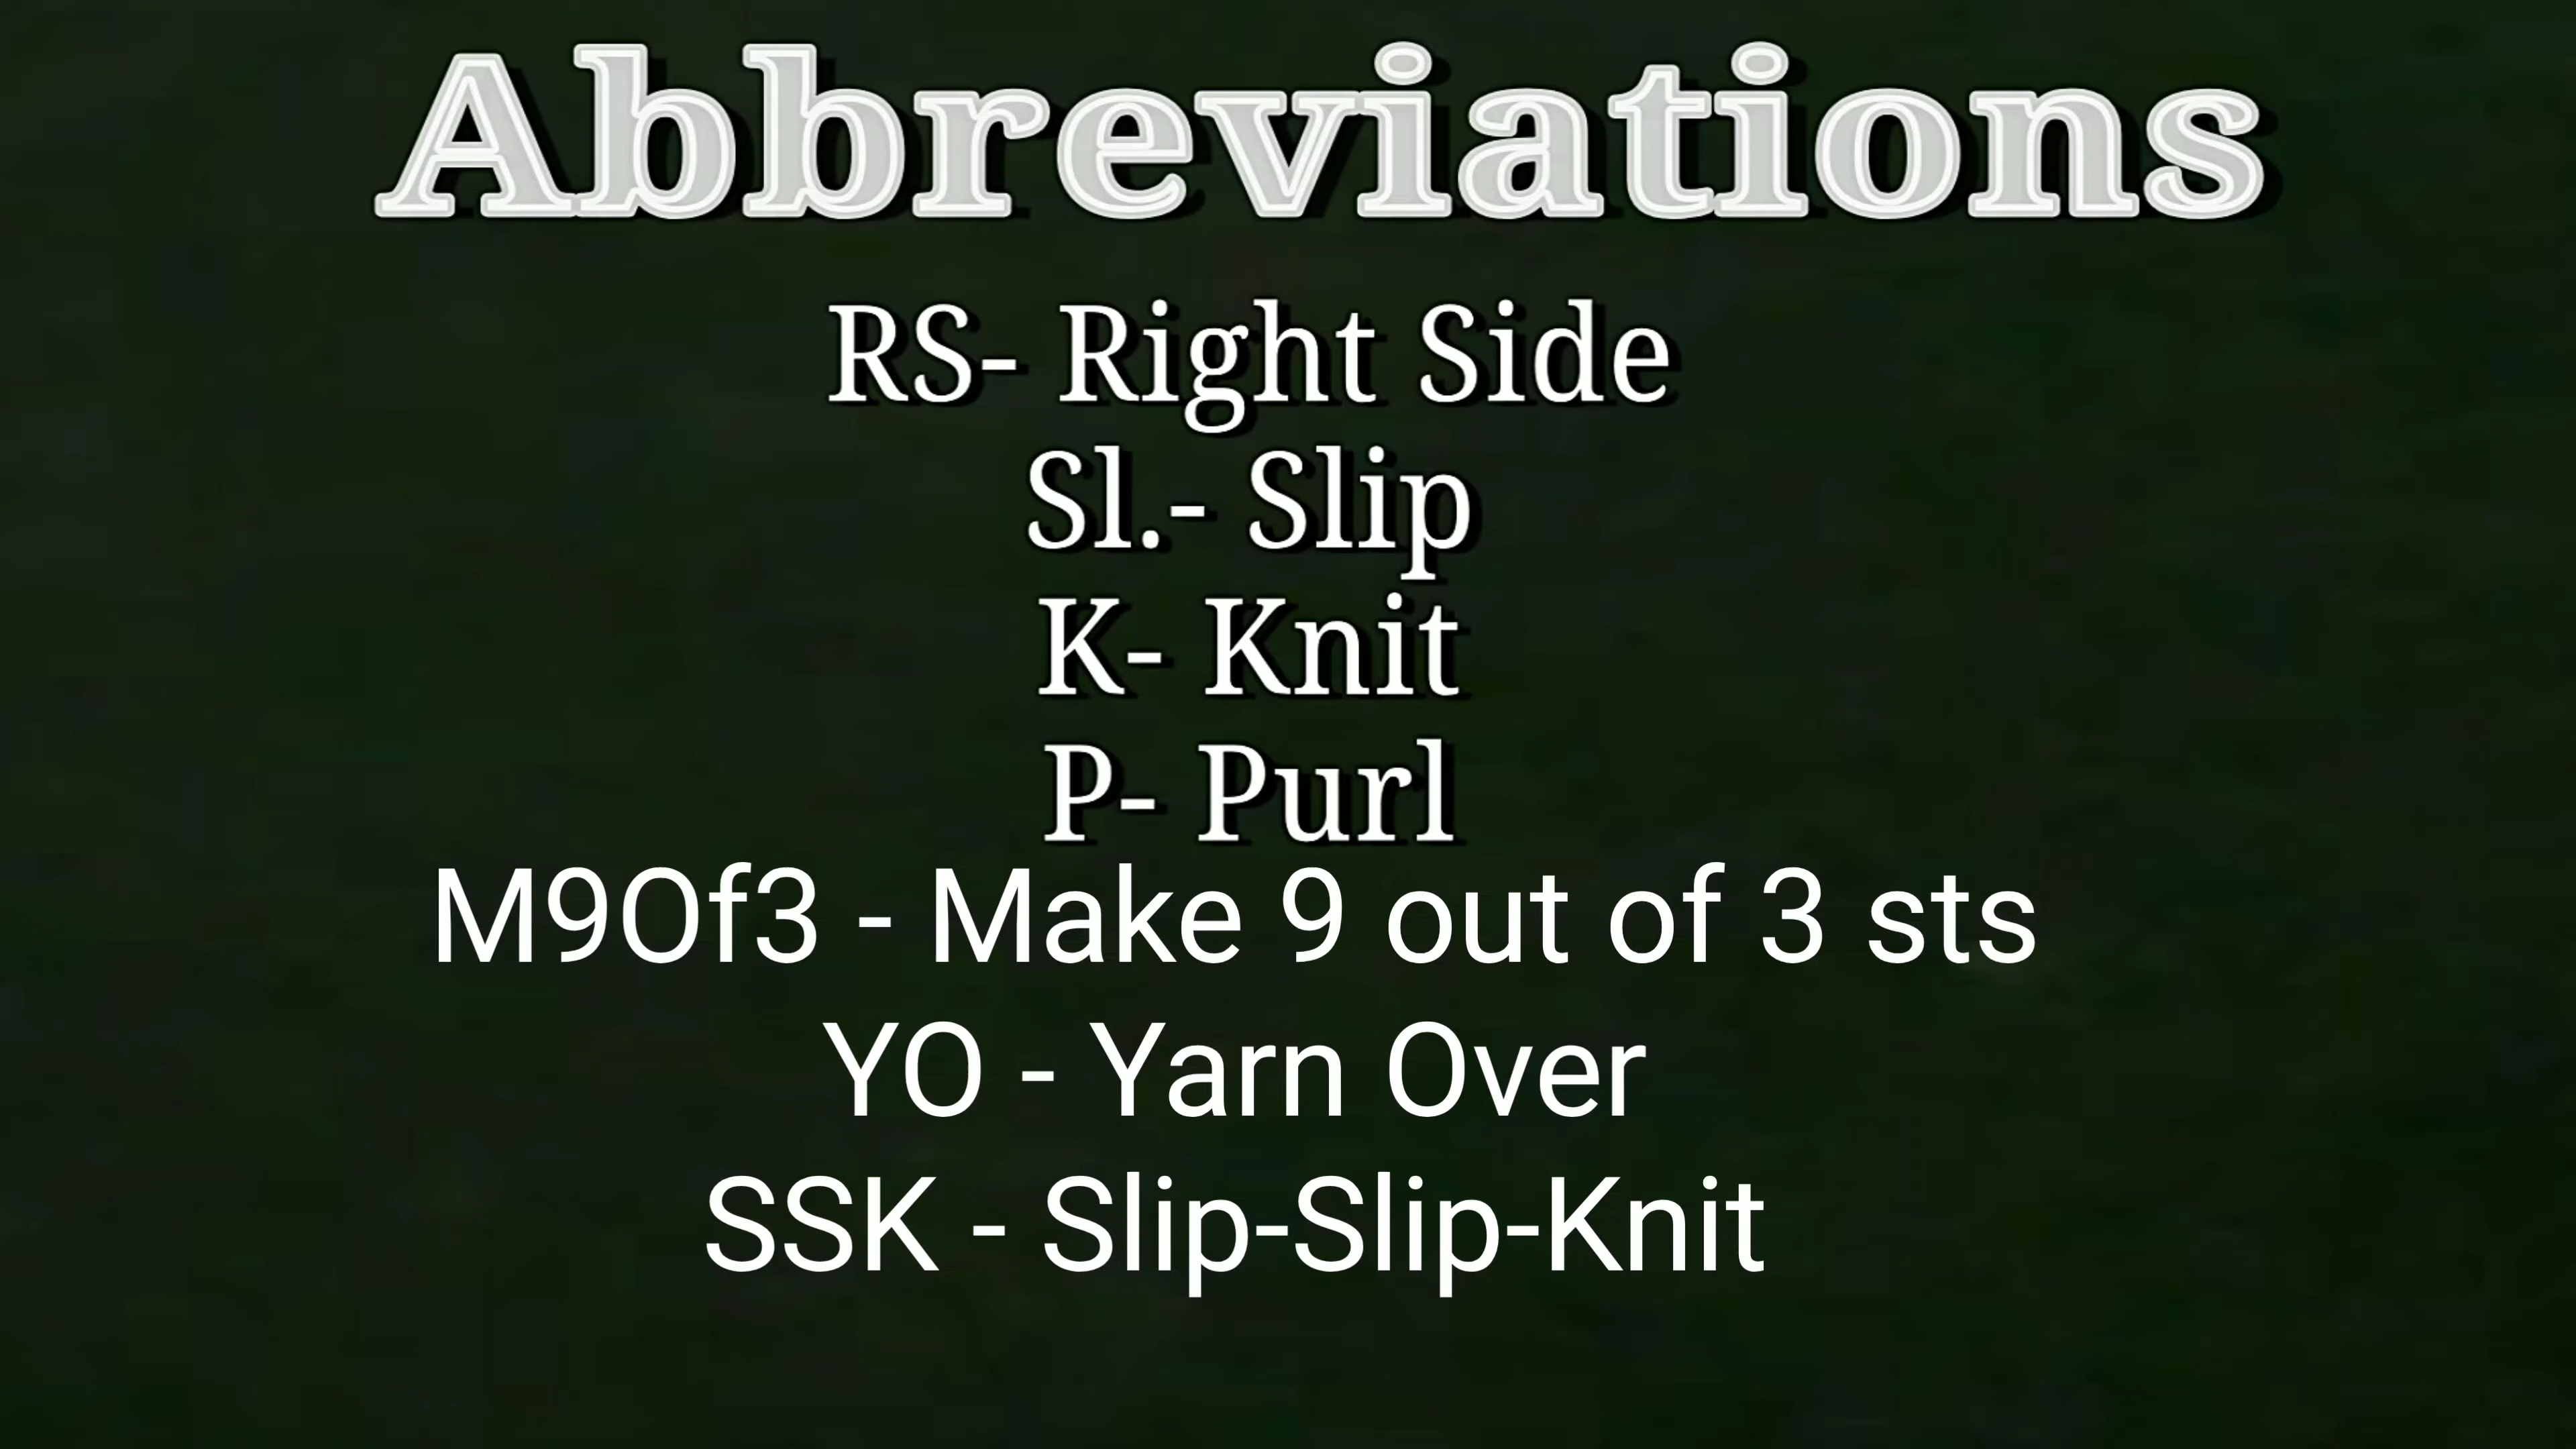 Abbreviations
RS- Right Side
Sl.- Slip
K- Knit
P- Purl
M9Of3 - Make 9 out of 3 sts
YO - Yarn Over
SSK - Slip-Slip-Knit